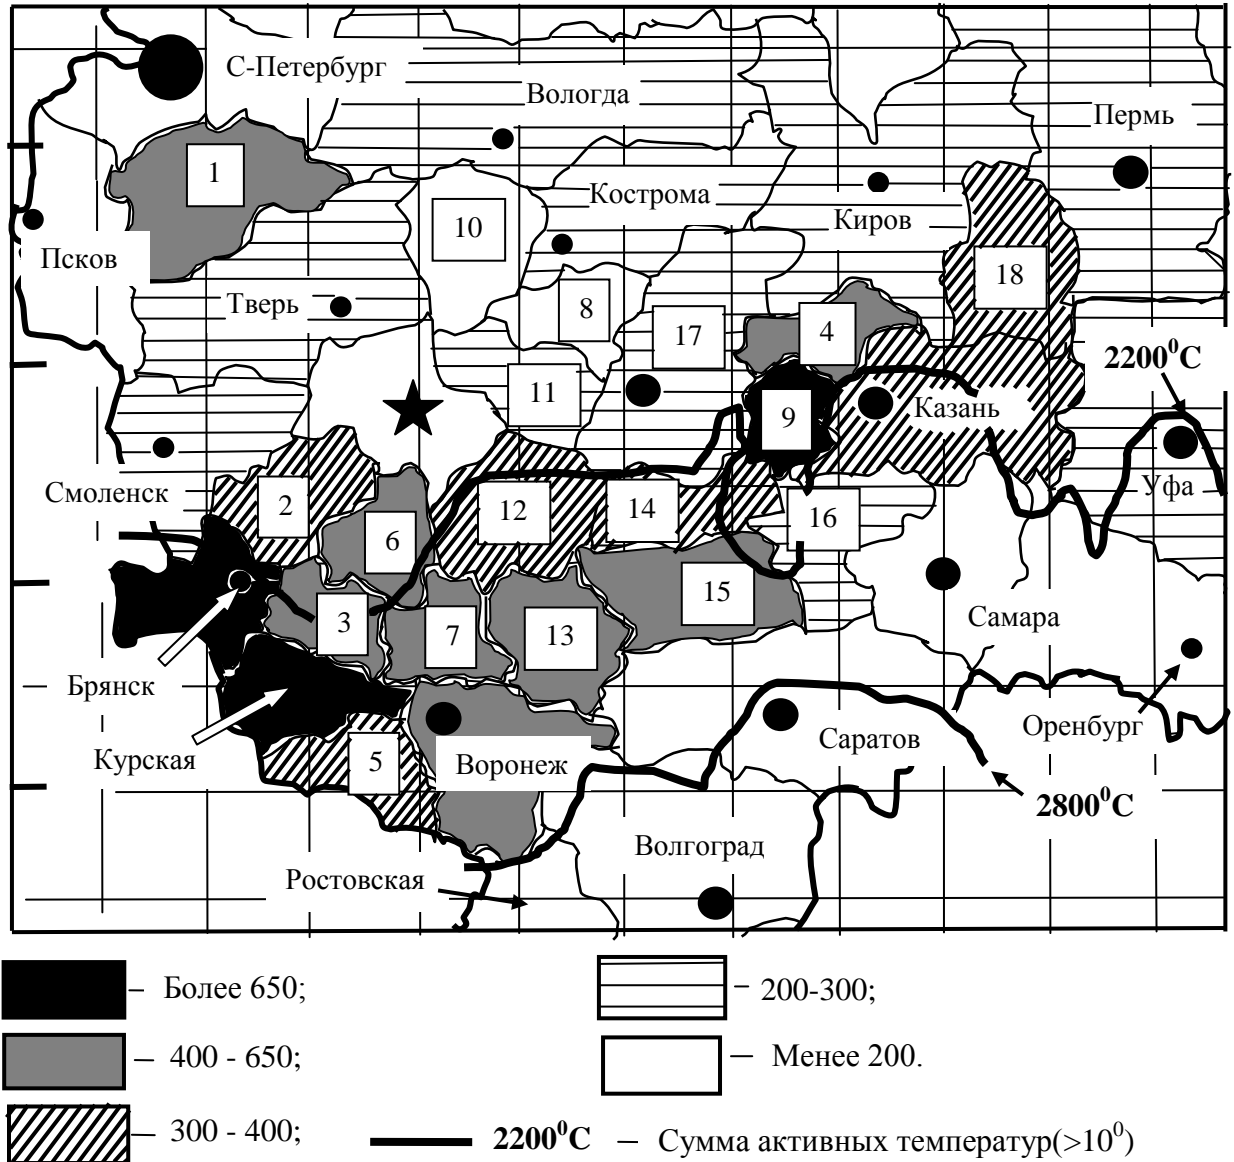 С-Петербург
Вологда
Пермь
1
Кострома
10
Киров
Псков
18
Тверь
8
17
4
2200⁰С
11
9
Казань
Смоленск
2
12
14
16
Уфа
6
3
7
13
15
Самара
Брянск
Курская
5
Воронеж
Саратов
Оренбург
2800⁰С
Волгоград
Ростовская
– Более 650;
– 200-300;
– 400 - 650;
– Менее 200.
– 300 - 400;
2200⁰С – Сумма активных температур(>10⁰)